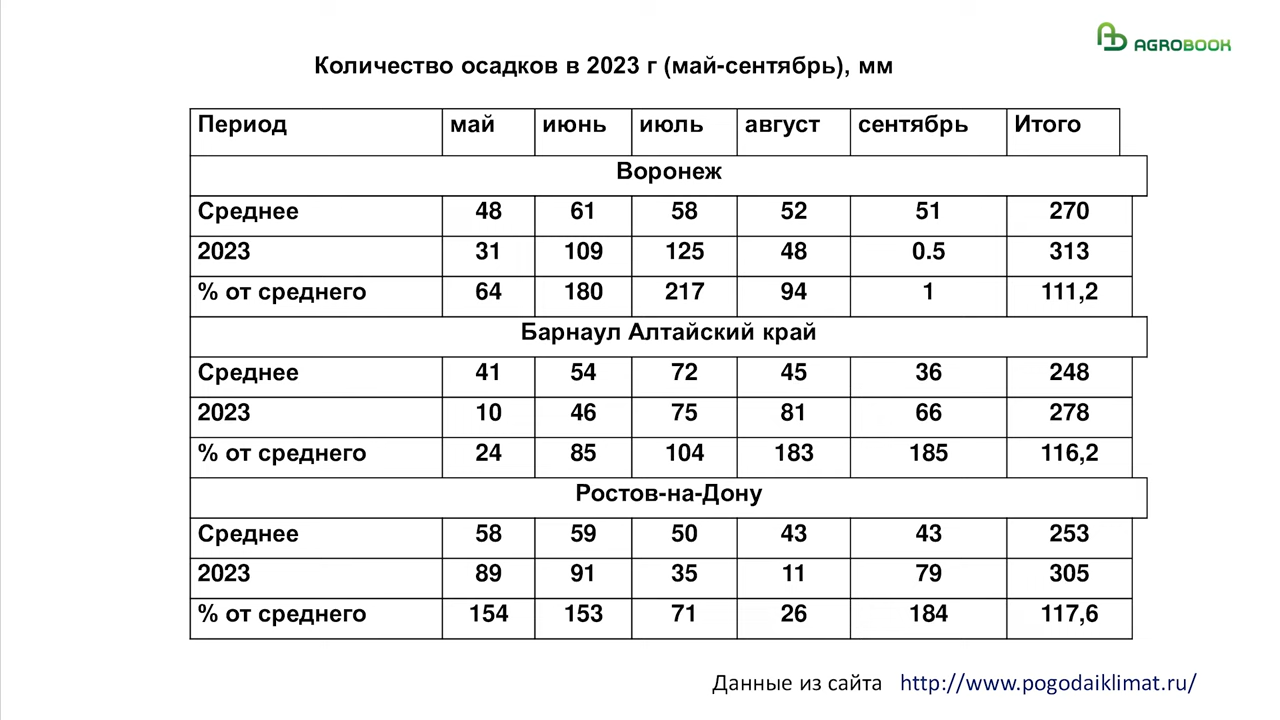 AGROBOOK
Количество осадков в 2023 г (май-сентябрь), мм
Период май июнь июль август сентябрь Итого
Воронеж
Среднее 48 61 58 52 51 270
2023 31 109 125 48 0.5 313
% от среднего 64 180 217 94 1 111,2
Барнаул Алтайский край
Среднее 41 54 72 45 36 248
2023 10 46 75 81 66 278
% от среднего 24 85 104 183 185 116,2
Ростов-на-Дону
Среднее 58 59 50 43 43 253
2023 89 91 35 11 79 305
% от среднего 154 153 71 26 184 117,6
Данные из сайта http://www.pogodaiklimat.ru/